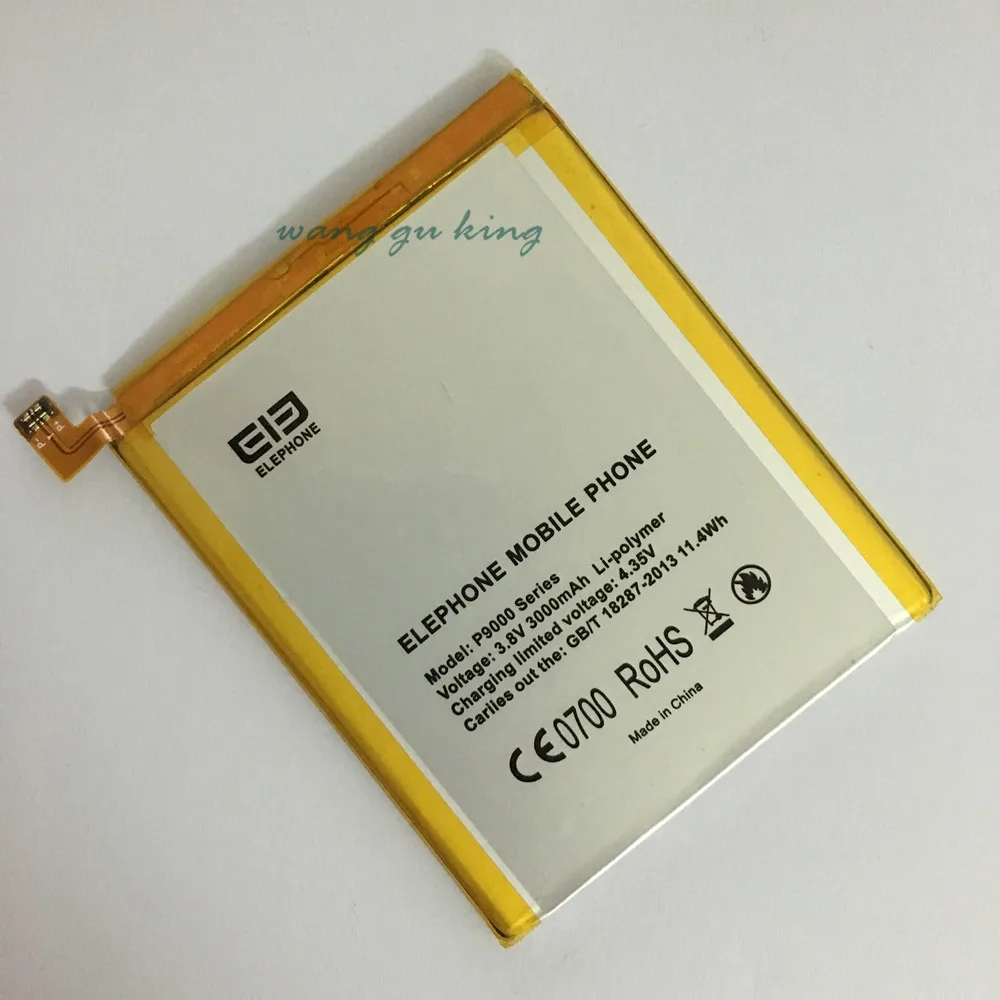 wang gu king
ELEPHONE
ELEPHONE MOBILE PHONE
Model: P9000 Series
Voltage: 3.8V 3000mAh Li-polymer
Charging limited voltage: 4.35V
Cariles out the: GB/T 18287-2013 11.4Wh
CE0700 RoHS
Made in China